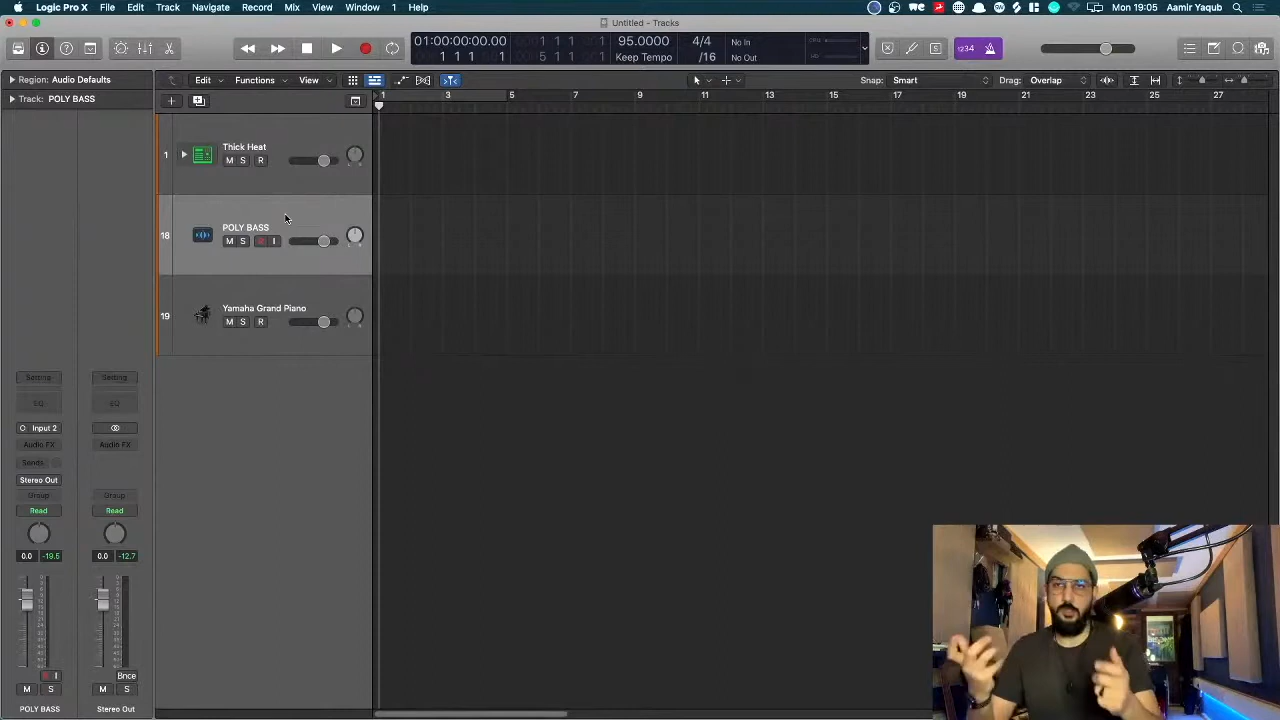 Logic Pro X File Edit Track Navigate Record Mix View Window 1 Help Mon 19:05 Aamir Yaqub
Untitled - Tracks
01:00:00:00.00 1 1 1 1 95.0000 4/4 No In
1 1 1 1 5 1 1 1 Keep Tempo /16 No Out
1234
Region: Audio Defaults Edit Functions View Snap: Smart Drag: Overlap
Track: POLY BASS
1 3 5 7 9 11 13 15 17 19 21 23 25 27
1 Thick Heat
M S R
18 POLY BASS
M S R I
19 Yamaha Grand Piano
M S R
Setting Setting
EQ EQ
Input 2
Audio FX Audio FX
Sends
Stereo Out
Group Group
Read Read
0.0 -19.5 0.0 -12.7
R I Bnce
M S M S
POLY BASS Stereo Out